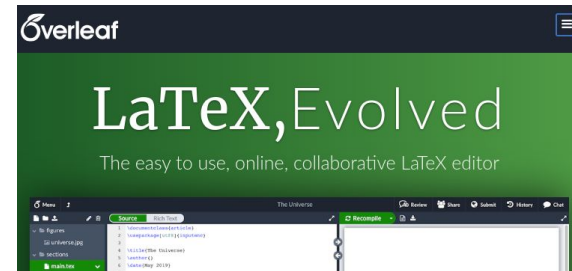 Overleaf
LaTeX, Evolved
The easy to use, online, collaborative LaTeX editor
Menu The Universe Review Share Submit History Chat
Source Rich Text Recompile
figures
universe.jpg
sections
main.tex
1 \documentclass{article}
2 \usepackage[utf8]{inputenc}
3
4 \title{The Universe}
5 \author{}
6 \date{May 2019}